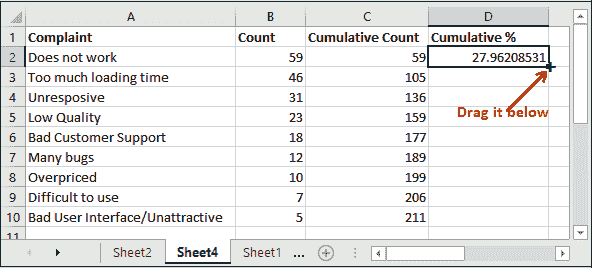 A B C D
1 Complaint Count Cumulative Count Cumulative %
2 Does not work 59 59 27.96208531
3 Too much loading time 46 105
4 Unresposive 31 136
Drag it below
5 Low Quality 23 159
6 Bad Customer Support 18 177
7 Many bugs 12 189
8 Overpriced 10 199
9 Difficult to use 7 206
10 Bad User Interface/Unattractive 5 211
11
Sheet2 Sheet4 Sheet1 ...